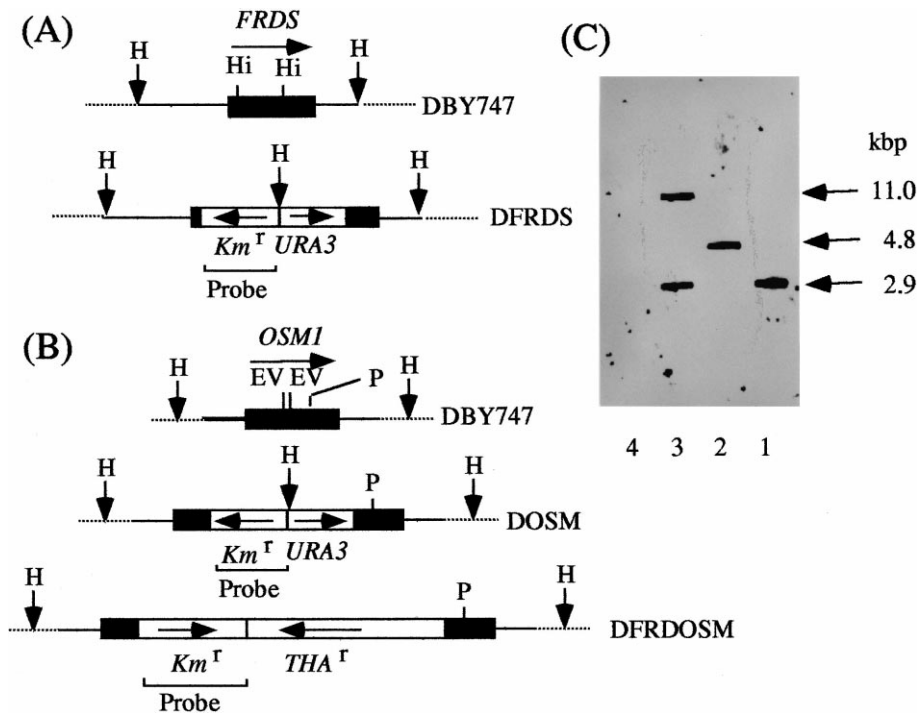 (A)
FRDS
H Hi Hi H
DBY747
H H H
DFRDS
Km r URA3
Probe
(B)
OSM1
H EV EV P H
DBY747
H H P H
DOSM
Km r URA3
Probe
H P H
DFRDOSM
Km r THA r
Probe
(C)
kbp
11.0
4.8
2.9
4 3 2 1